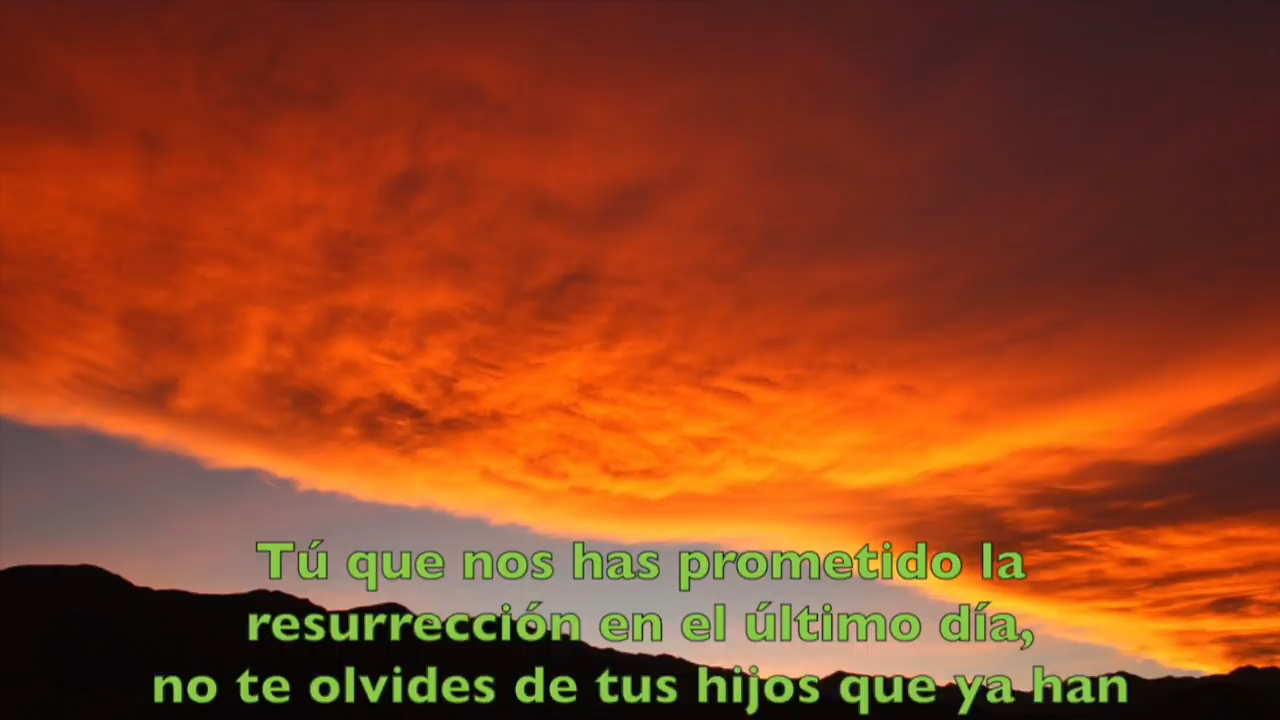 Tú que nos has prometido la
resurrección en el último día,
no te olvides de tus hijos que ya han